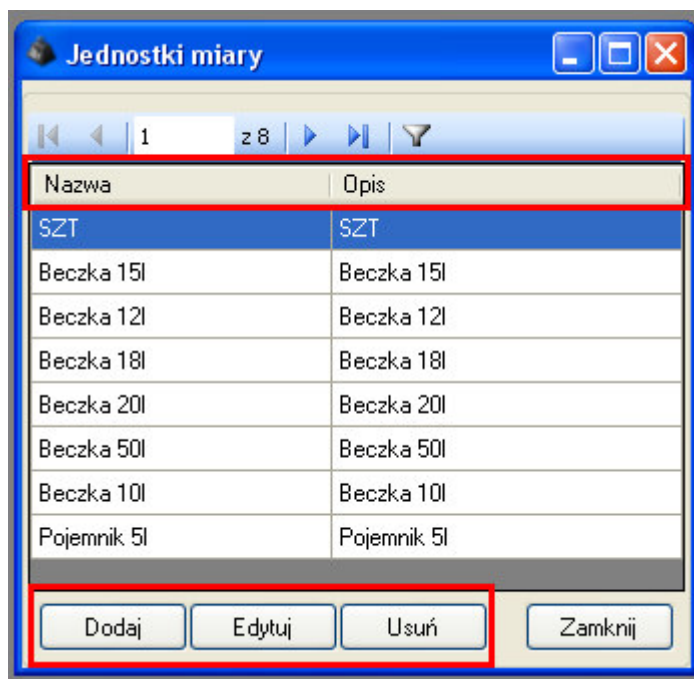 Jednostki miary
1 z 8
Nazwa Opis
SZT SZT
Beczka 15l Beczka 15l
Beczka 12l Beczka 12l
Beczka 18l Beczka 18l
Beczka 20l Beczka 20l
Beczka 50l Beczka 50l
Beczka 10l Beczka 10l
Pojemnik 5l Pojemnik 5l
Dodaj Edytuj Usuń Zamknij